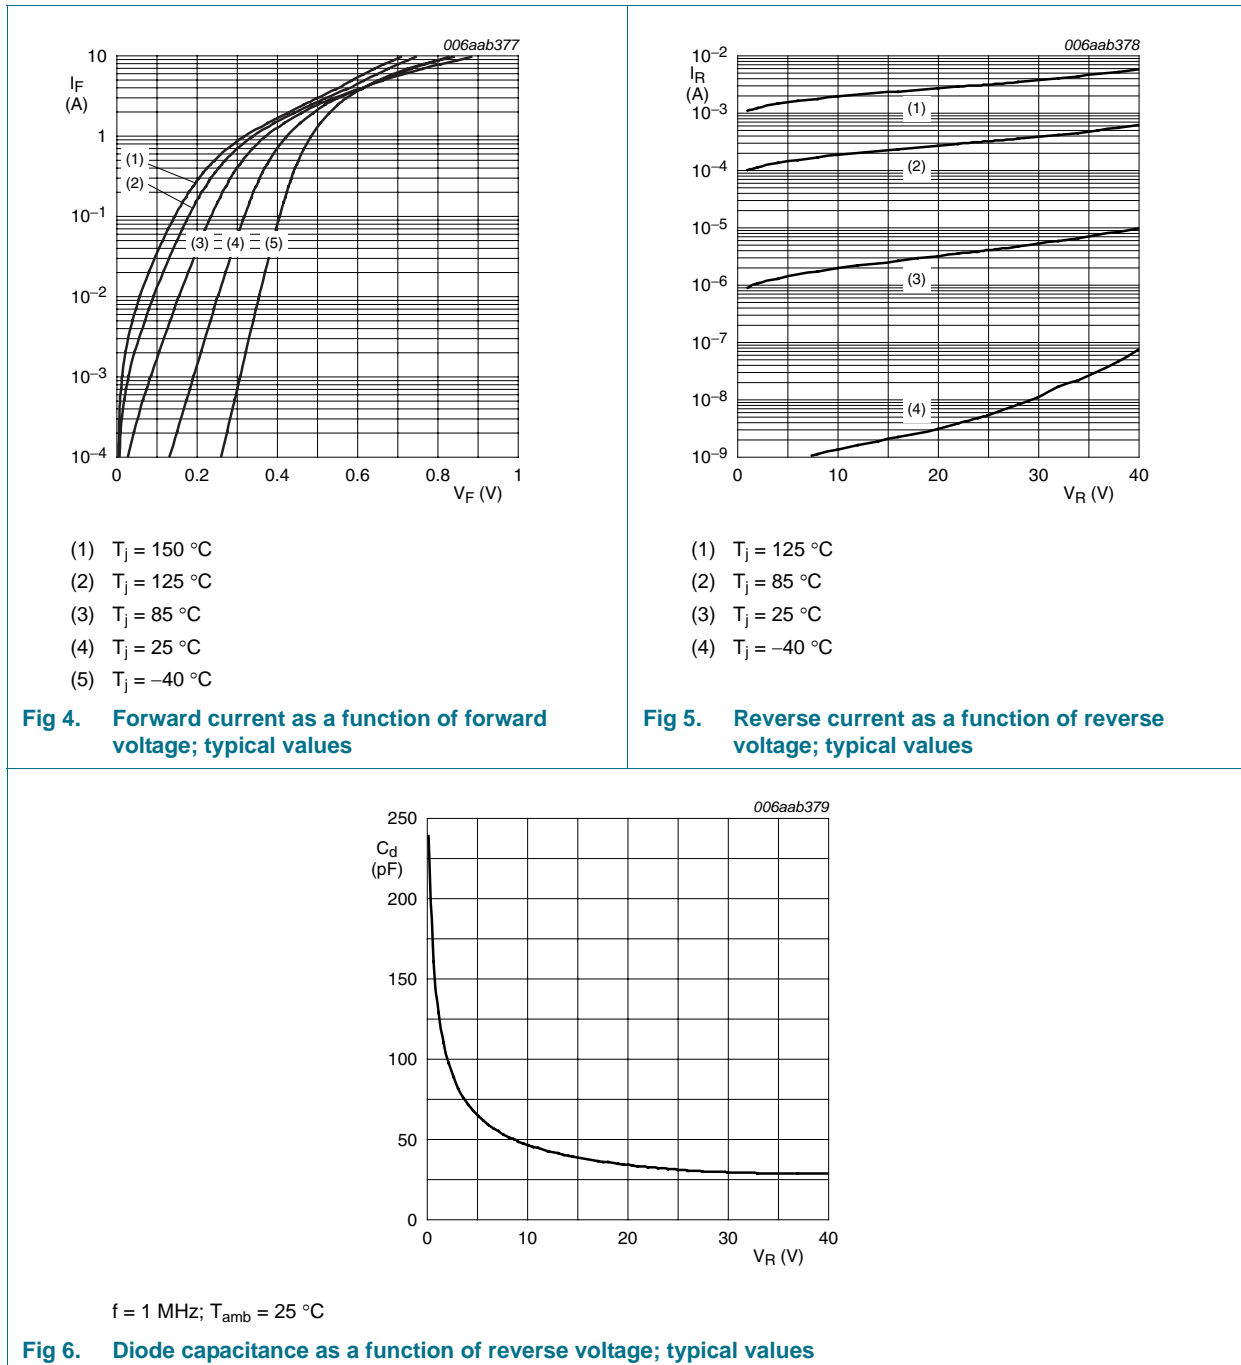 006aab377
10
1
10–1
10–2
10–3
10–4
IF
(A)
(1)
(2)
(3)
(4)
(5)
0
0.2
0.4
0.6
0.8
1
VF (V)
(1) Tj = 150 °C
(2) Tj = 125 °C
(3) Tj = 85 °C
(4) Tj = 25 °C
(5) Tj = −40 °C
Fig 4. Forward current as a function of forward
voltage; typical values
006aab378
10–2
10–3
10–4
10–5
10–6
10–7
10–8
10–9
IR
(A)
(1)
(2)
(3)
(4)
0
10
20
30
40
VR (V)
(1) Tj = 125 °C
(2) Tj = 85 °C
(3) Tj = 25 °C
(4) Tj = −40 °C
Fig 5. Reverse current as a function of reverse
voltage; typical values
006aab379
250
200
150
100
50
0
Cd
(pF)
0
10
20
30
40
VR (V)
f = 1 MHz; Tamb = 25 °C
Fig 6. Diode capacitance as a function of reverse voltage; typical values